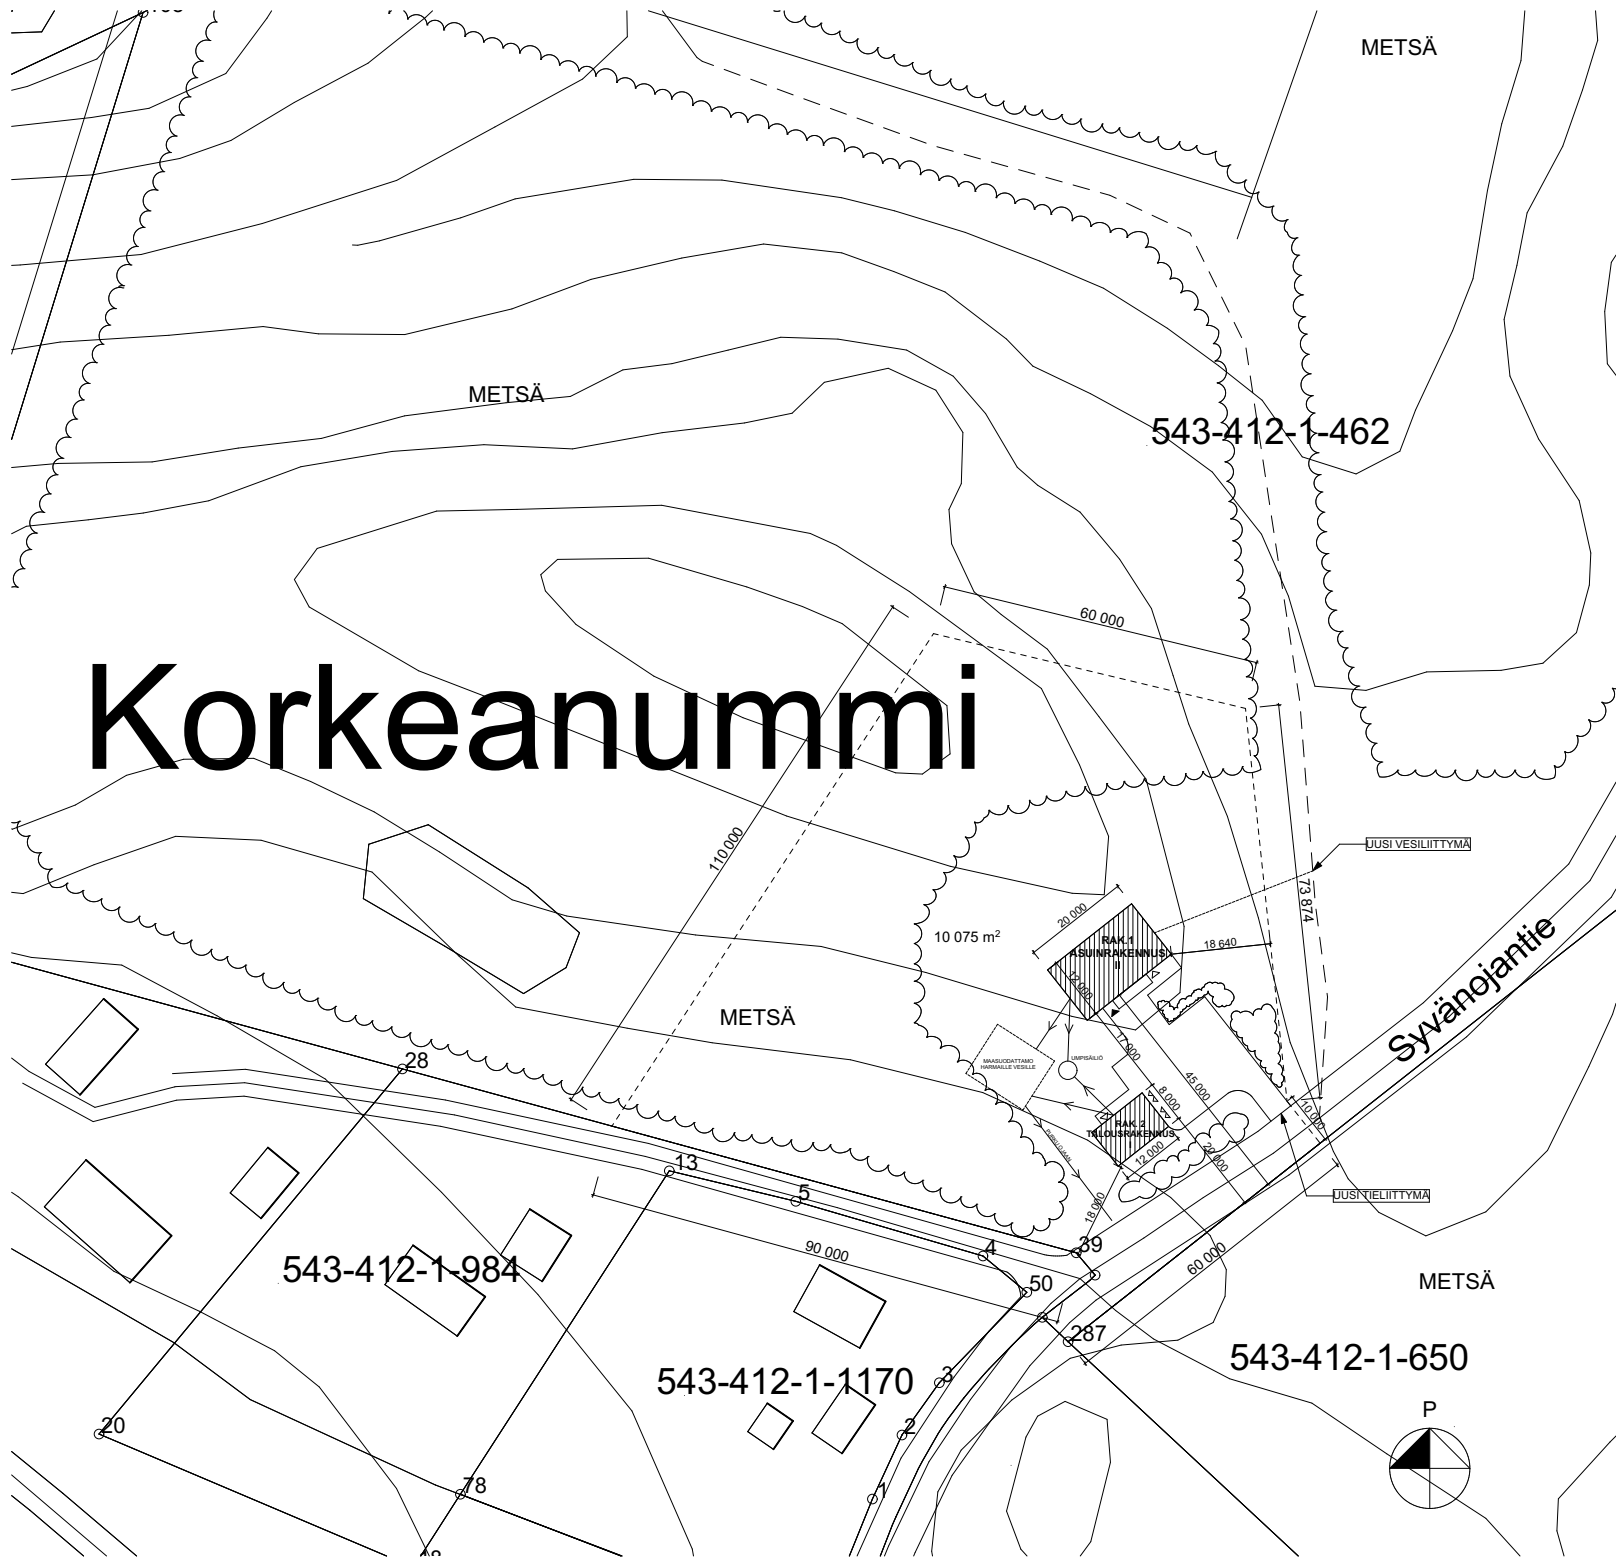 METSÄ
METSÄ
543-412-1-462
60 000
Korkeanummi
110 000
UUSI VESILIITTYMÄ
73 874
20 000
10 075 m²
RAK.1
ASUINRAKENNUS
II
18 640
12 000
Syvänojantie
METSÄ
MAASUODATTAMO
HARMAILLE VESILLE
UMPISÄILIÖ
17 900
45 000
8 000
10 000
28
RAK. 2
TALOUSRAKENNUS
12 000
20 000
13
5
18 000
UUSI TIELIITTYMÄ
4
39
90 000
60 000
543-412-1-984
50
METSÄ
287
543-412-1-650
543-412-1-1170
3
P
20
2
78
1